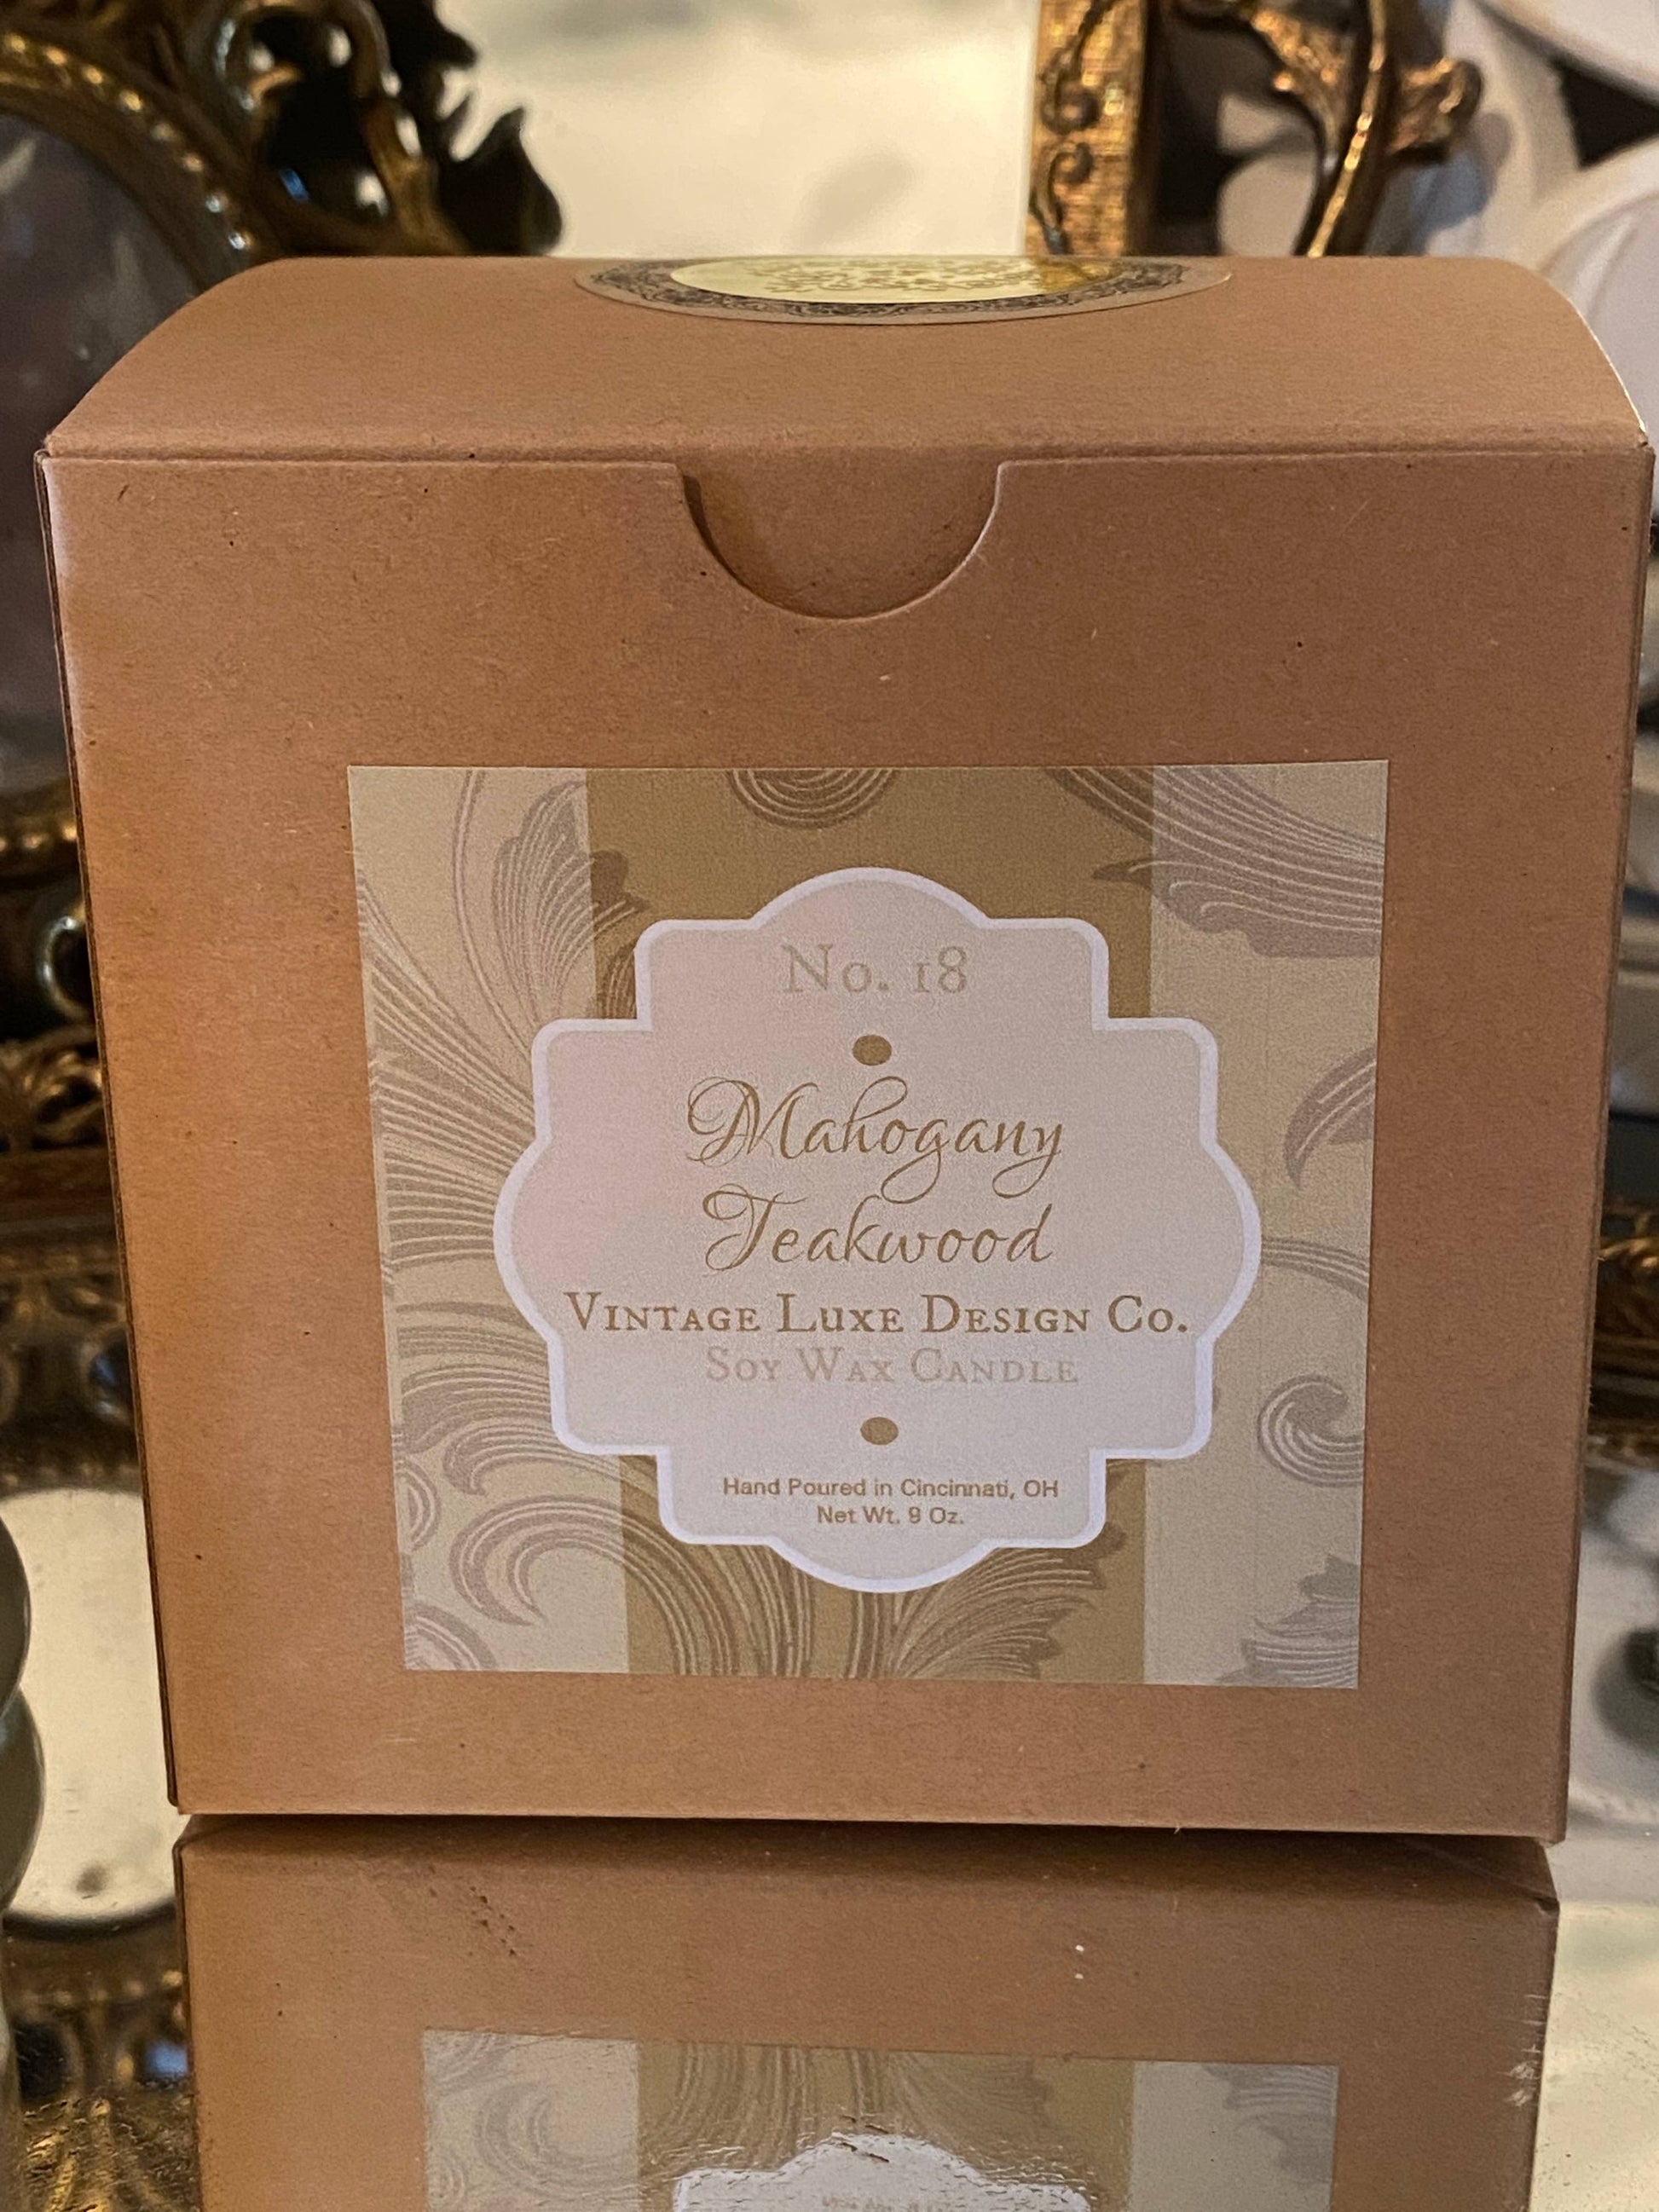 No. 18
Mahogany
Teakwood
Vintage Luxe Design Co.
Soy Wax Candle
Hand Poured in Cincinnati, OH
Net Wt. 9 Oz.